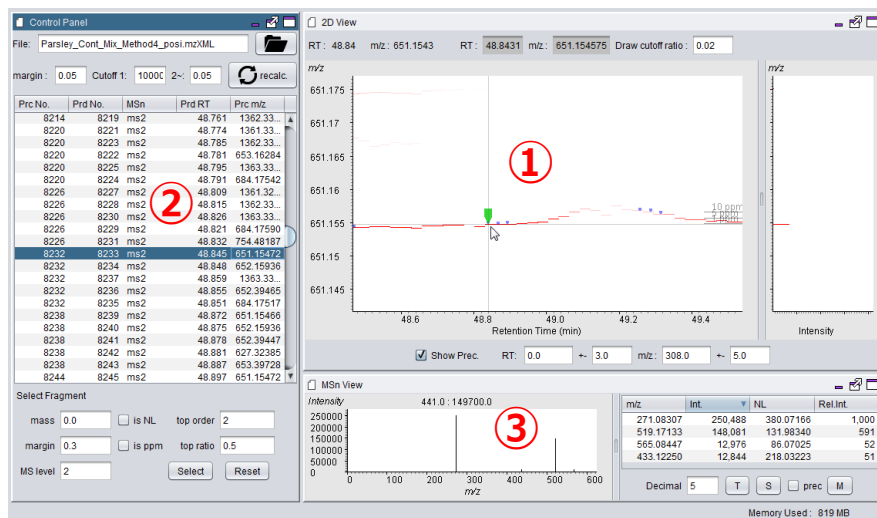 Control Panel
File: Parsley_Cont_Mix_Method4_posi.mzXML
margin : 0.05 Cutoff 1: 10000 2~: 0.05 recalc.
Prc No. Prd No. MSn Prd RT Prc m/z
8214 8219 ms2 48.761 1362.33...
8220 8221 ms2 48.774 1361.33...
8220 8223 ms2 48.785 1362.33...
8220 8222 ms2 48.781 653.16284
8220 8225 ms2 48.795 1363.33...
8220 8224 ms2 48.791 684.17542
8226 8227 ms2 48.809 1361.32...
8226 8228 ms2 48.815 1362.33...
8226 8230 ms2 48.826 1363.33...
8226 8229 ms2 48.821 684.17590
8226 8231 ms2 48.832 754.48187
8232 8233 ms2 48.845 651.15472
8232 8234 ms2 48.848 652.15936
8232 8237 ms2 48.859 1363.33...
8232 8236 ms2 48.855 652.39465
8232 8235 ms2 48.851 684.17517
8238 8239 ms2 48.872 651.15466
8238 8240 ms2 48.875 652.15936
8238 8241 ms2 48.878 652.39447
8238 8242 ms2 48.881 627.32385
8238 8243 ms2 48.887 653.39728
8244 8245 ms2 48.897 651.15472
②
Select Fragment
mass 0.0 is NL top order 2
margin 0.3 is ppm top ratio 0.5
MS level 2 Select Reset
2D View
RT : 48.84 m/z : 651.1543 RT : 48.8431 m/z : 651.154575 Draw cutoff ratio : 0.02
m/z
651.175
651.17
651.165
651.16
651.155
651.15
651.145
①
10 ppm
5 ppm
1 ppm
48.6 48.8 49.0 49.2 49.4
Retention Time (min)
m/z
Intensity
Show Prec. RT: 0.0 +- 3.0 m/z : 308.0 +- 5.0
MSn View
Intensity 441.0 : 149700.0
250000
200000
150000
100000
50000
0
③
0 100 200 300 400 500 600
m/z
m/z Int. NL Rel.Int.
271.08307 250,488 380.07166 1,000
519.17133 148,081 131.98340 591
565.08447 12,976 86.07025 52
433.12250 12,844 218.03223 51
Decimal 5 T S prec M
Memory Used : 819 MB